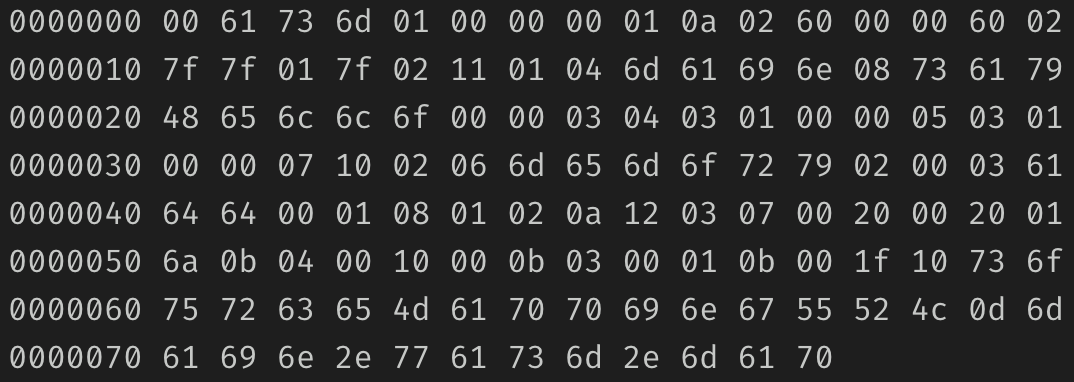 0000000 00 61 73 6d 01 00 00 00 01 0a 02 60 00 00 60 02
0000010 7f 7f 01 7f 02 11 01 04 6d 61 69 6e 08 73 61 79
0000020 48 65 6c 6c 6f 00 00 03 04 03 01 00 00 05 03 01
0000030 00 00 07 10 02 06 6d 65 6d 6f 72 79 02 00 03 61
0000040 64 64 00 01 08 01 02 0a 12 03 07 00 20 00 20 01
0000050 6a 0b 04 00 10 00 0b 03 00 01 0b 00 1f 10 73 6f
0000060 75 72 63 65 4d 61 70 70 69 6e 67 55 52 4c 0d 6d
0000070 61 69 6e 2e 77 61 73 6d 2e 6d 61 70